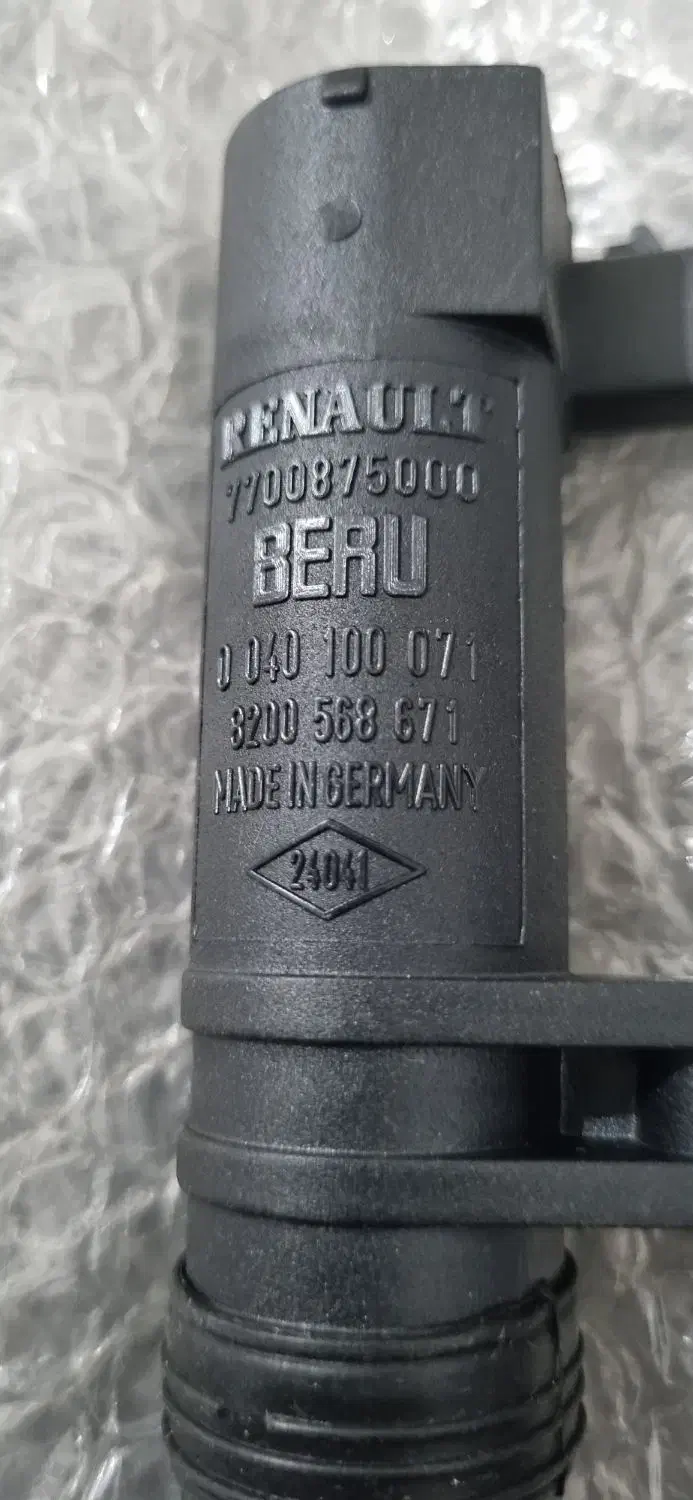 RENAULT
7700875000
BERU
0 040 100 071
8200 568 671
MADE IN GERMANY
24041